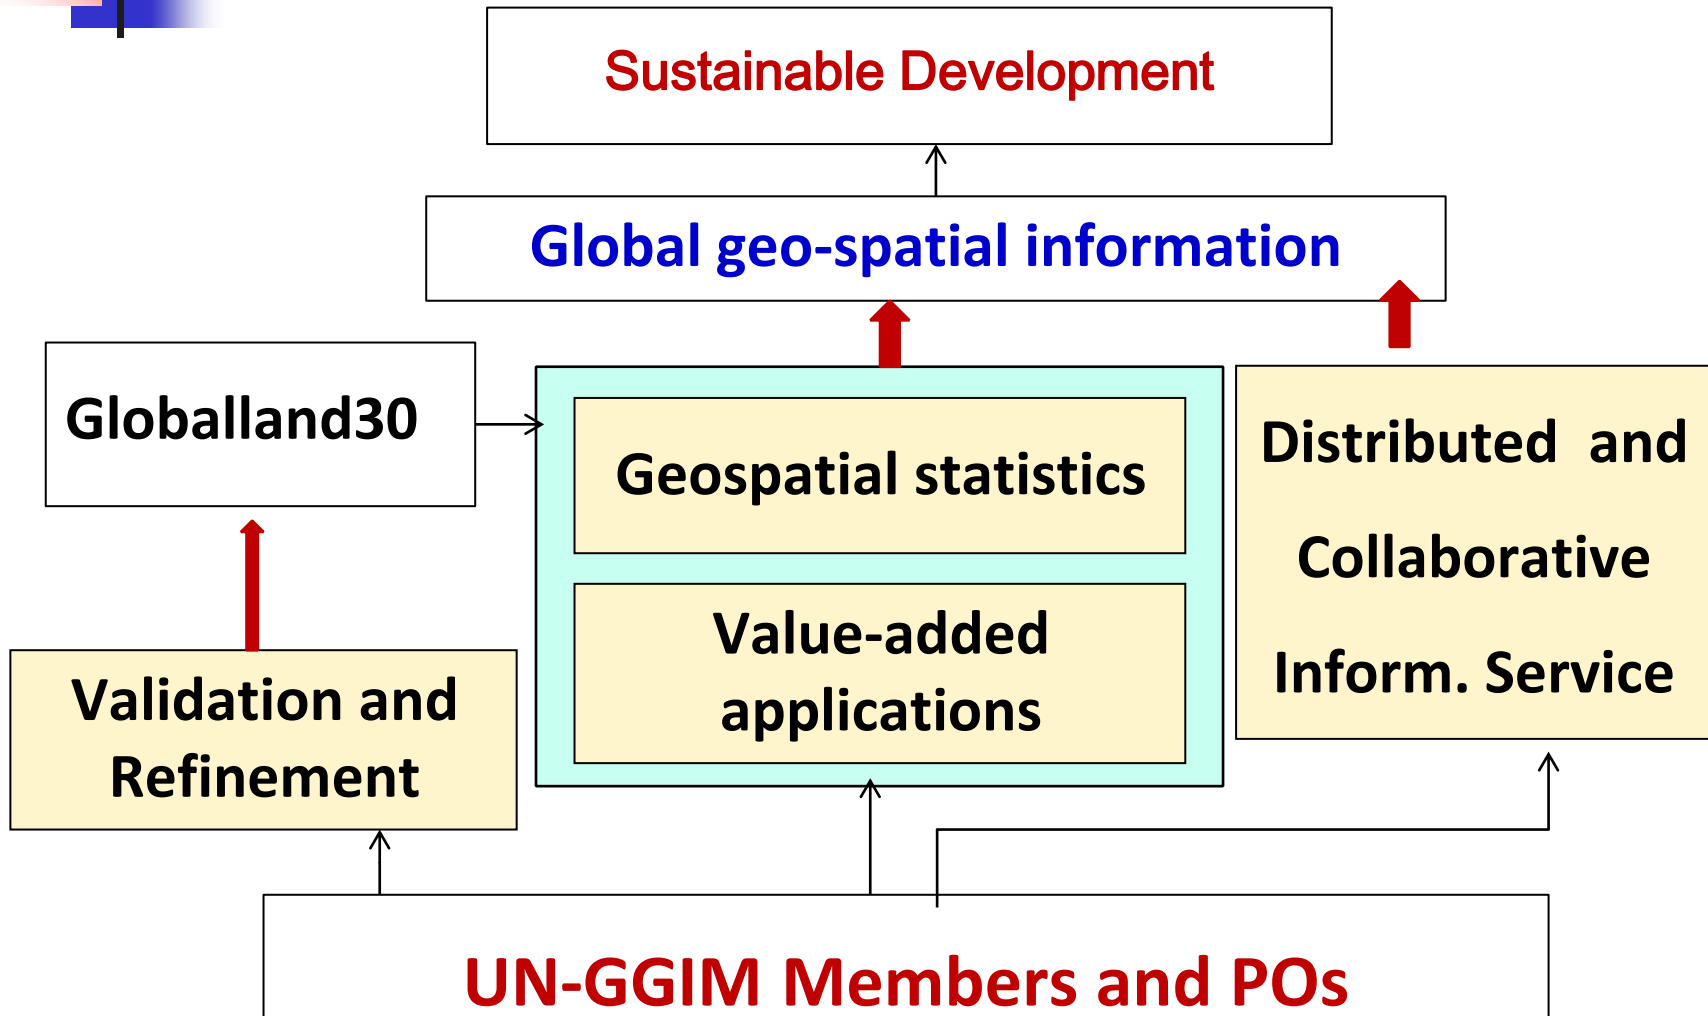 Sustainable Development
Global geo-spatial information
Globalland30
Geospatial statistics
Value-added
applications
Distributed and
Collaborative
Inform. Service
Validation and
Refinement
UN-GGIM Members and POs